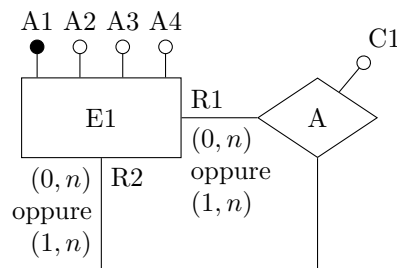 A1 A2 A3 A4
C1
E1
R1
A
(0, n)
oppure
(1, n)
R2
(0, n)
oppure
(1, n)